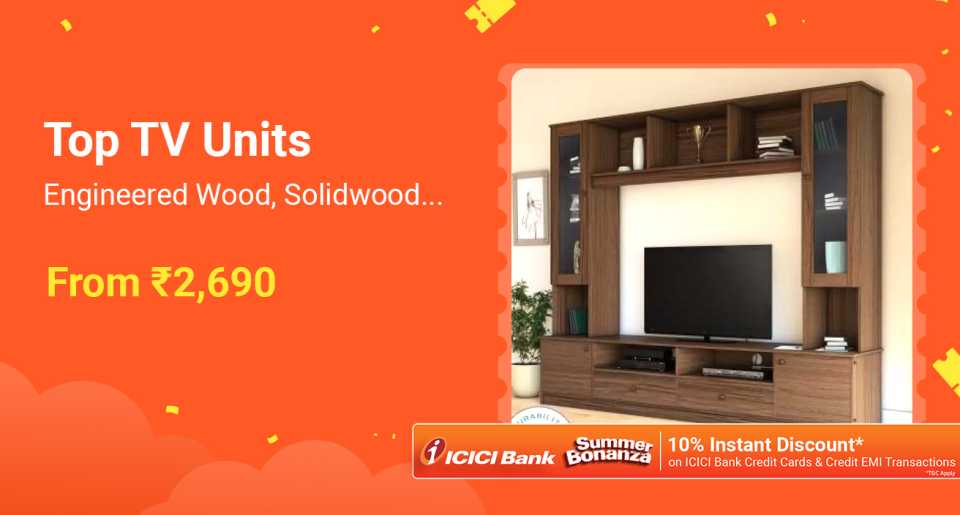 Top TV Units
Engineered Wood, Solidwood...
From ₹2,690
ICICI Bank
Summer
Bonanza
10% Instant Discount*
on ICICI Bank Credit Cards & Credit EMI Transactions
*T&C Apply